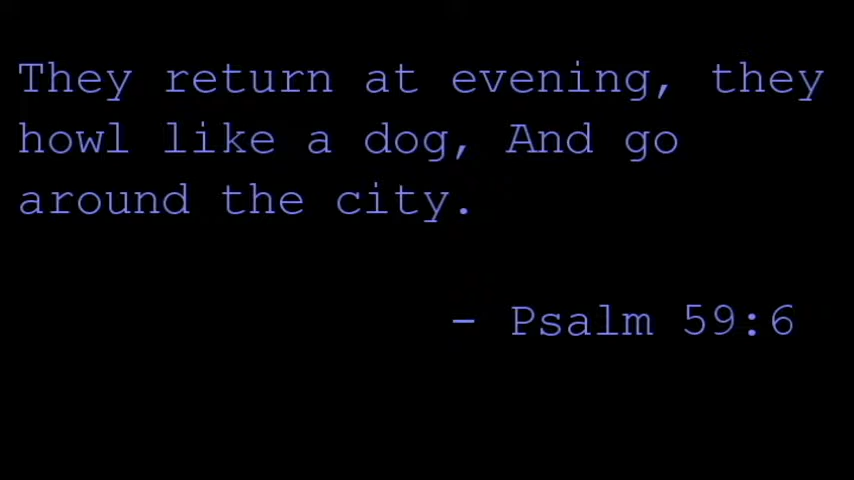 They return at evening, they
howl like a dog, And go
around the city.
- Psalm 59:6